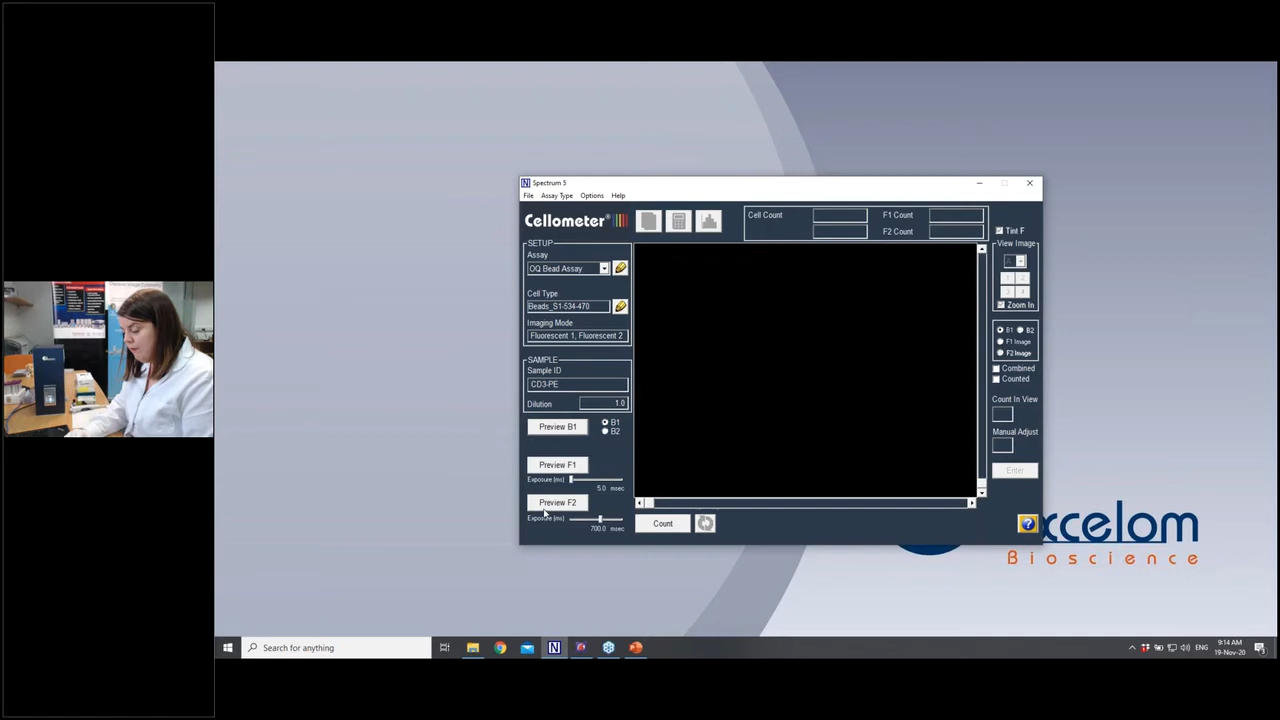 Spectrum 5
File Assay Type Options Help
Cellometer®
Cell Count
F1 Count
F2 Count
Tint F
SETUP
Assay
OQ Bead Assay
Cell Type
Beads_S1-534-470
Imaging Mode
Fluorescent 1, Fluorescent 2
SAMPLE
Sample ID
CD3-PE
Dilution 1.0
Preview B1
B1
B2
Preview F1
Exposure (ms)
5.0 msec
Preview F2
Exposure (ms)
700.0 msec
Count
View Image
1 2
3 4
Zoom In
B1 B2
F1 Image
F2 Image
Combined
Counted
Count In View
Manual Adjust
Enter
xcelom
Bioscience
Search for anything
ENG
9:14 AM
19-Nov-20